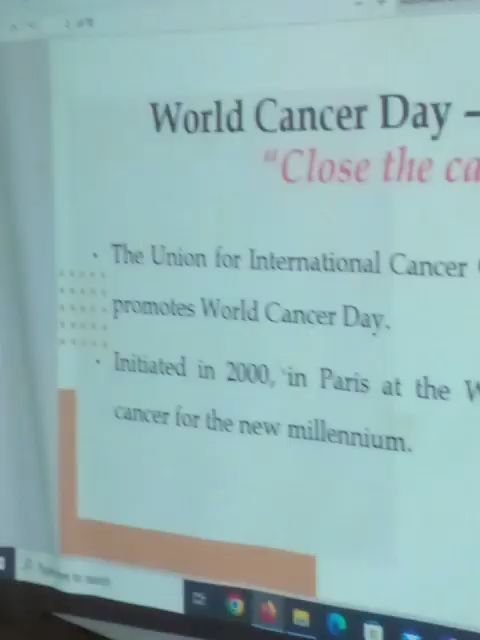 World Cancer Day –
"Close the ca
• The Union for International Cancer
promotes World Cancer Day.
• Initiated in 2000, in Paris at the W
cancer for the new millennium.